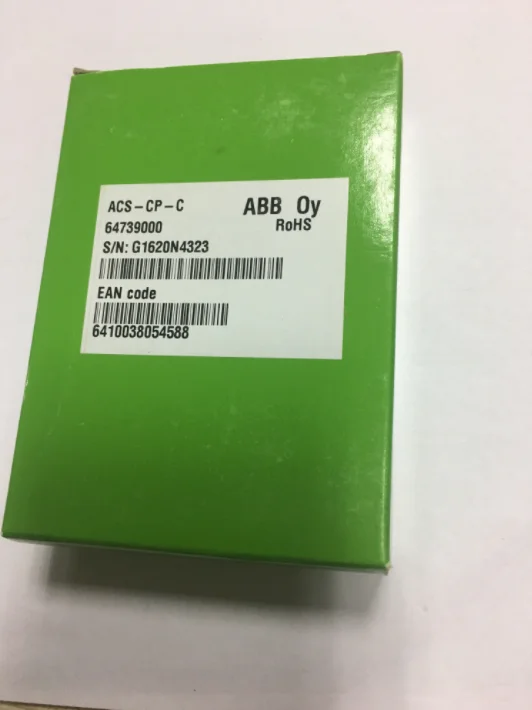 ACS-CP-C
ABB Oy
64739000
RoHS
S/N: G1620N4323
EAN code
6410038054588